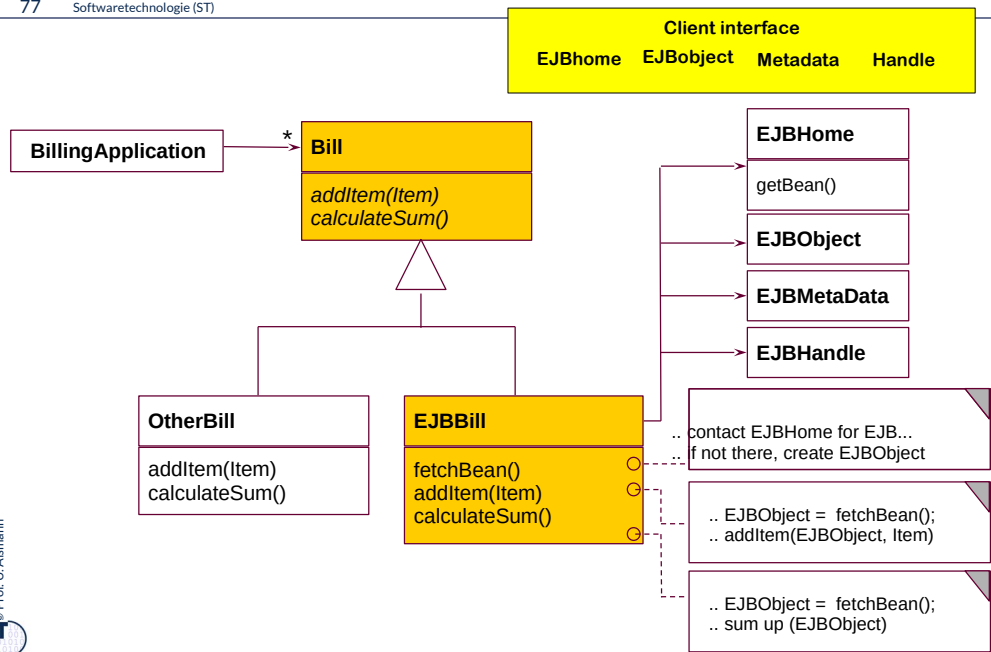 77 Softwaretechnologie (ST)
Client interface
EJBhome EJBobject Metadata Handle
BillingApplication
*
Bill
addItem(Item)
calculateSum()
EJBHome
getBean()
EJBObject
EJBMetaData
EJBHandle
OtherBill
addItem(Item)
calculateSum()
EJBBill
fetchBean()
addItem(Item)
calculateSum()
.. contact EJBHome for EJB...
.. if not there, create EJBObject
.. EJBObject = fetchBean();
.. addItem(EJBObject, Item)
.. EJBObject = fetchBean();
.. sum up (EJBObject)